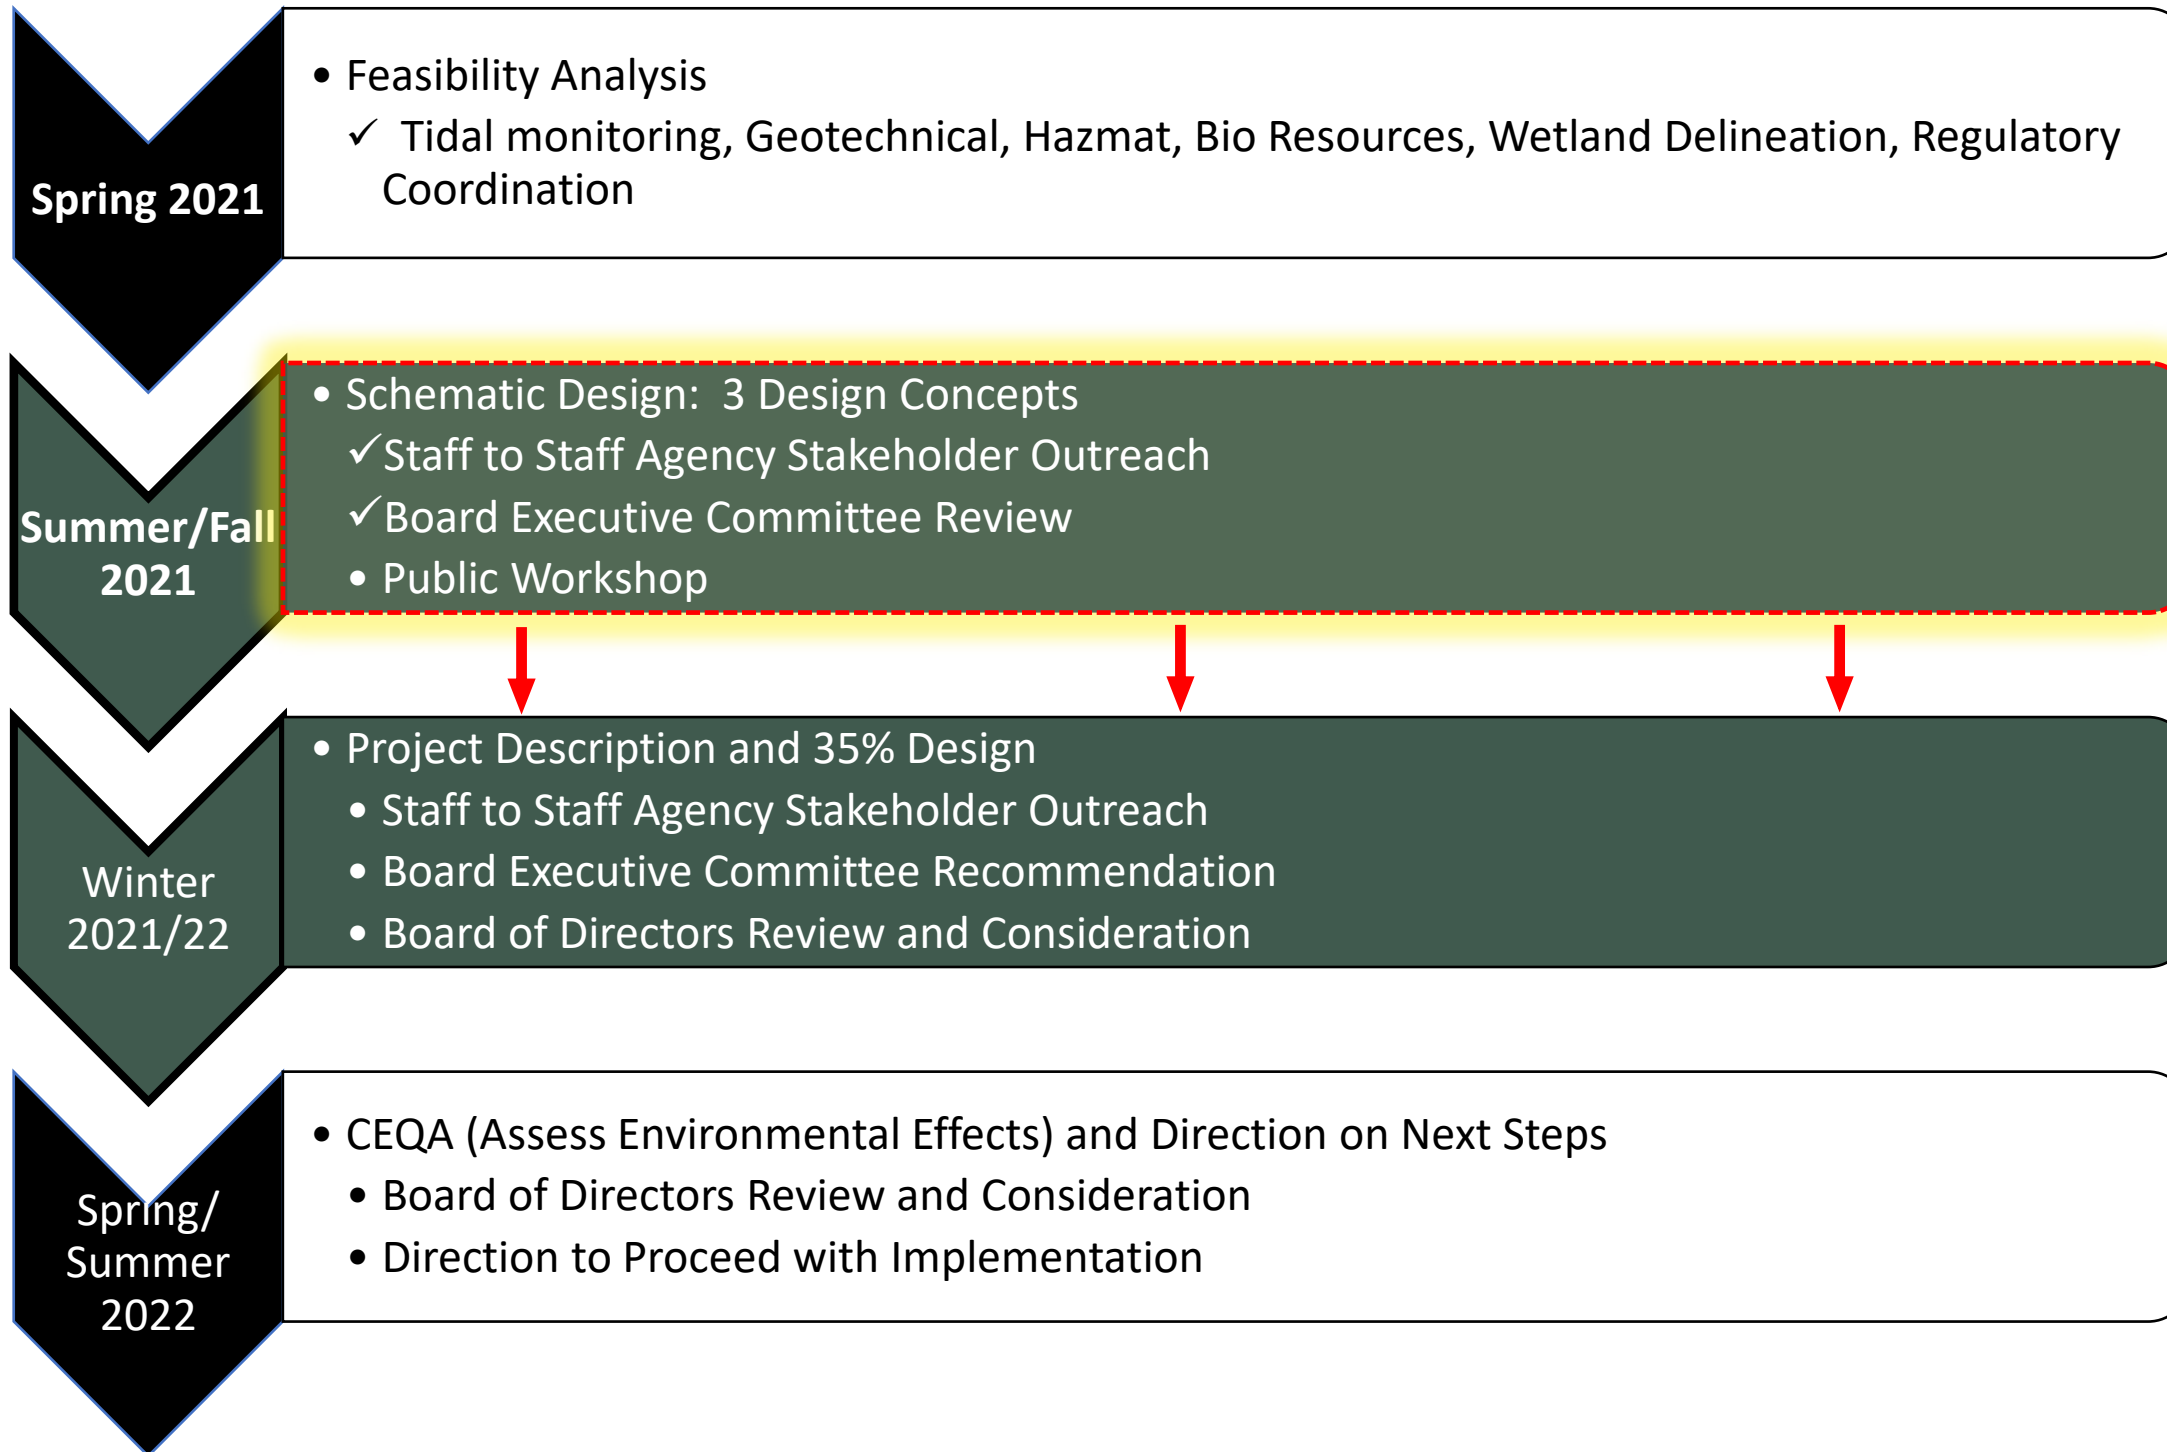 Spring 2021
• Feasibility Analysis
✓ Tidal monitoring, Geotechnical, Hazmat, Bio Resources, Wetland Delineation, Regulatory
Coordination
Summer/Fall
2021
• Schematic Design: 3 Design Concepts
✓Staff to Staff Agency Stakeholder Outreach
✓Board Executive Committee Review
• Public Workshop
Winter
2021/22
• Project Description and 35% Design
• Staff to Staff Agency Stakeholder Outreach
• Board Executive Committee Recommendation
• Board of Directors Review and Consideration
Spring/
Summer
2022
• CEQA (Assess Environmental Effects) and Direction on Next Steps
• Board of Directors Review and Consideration
• Direction to Proceed with Implementation